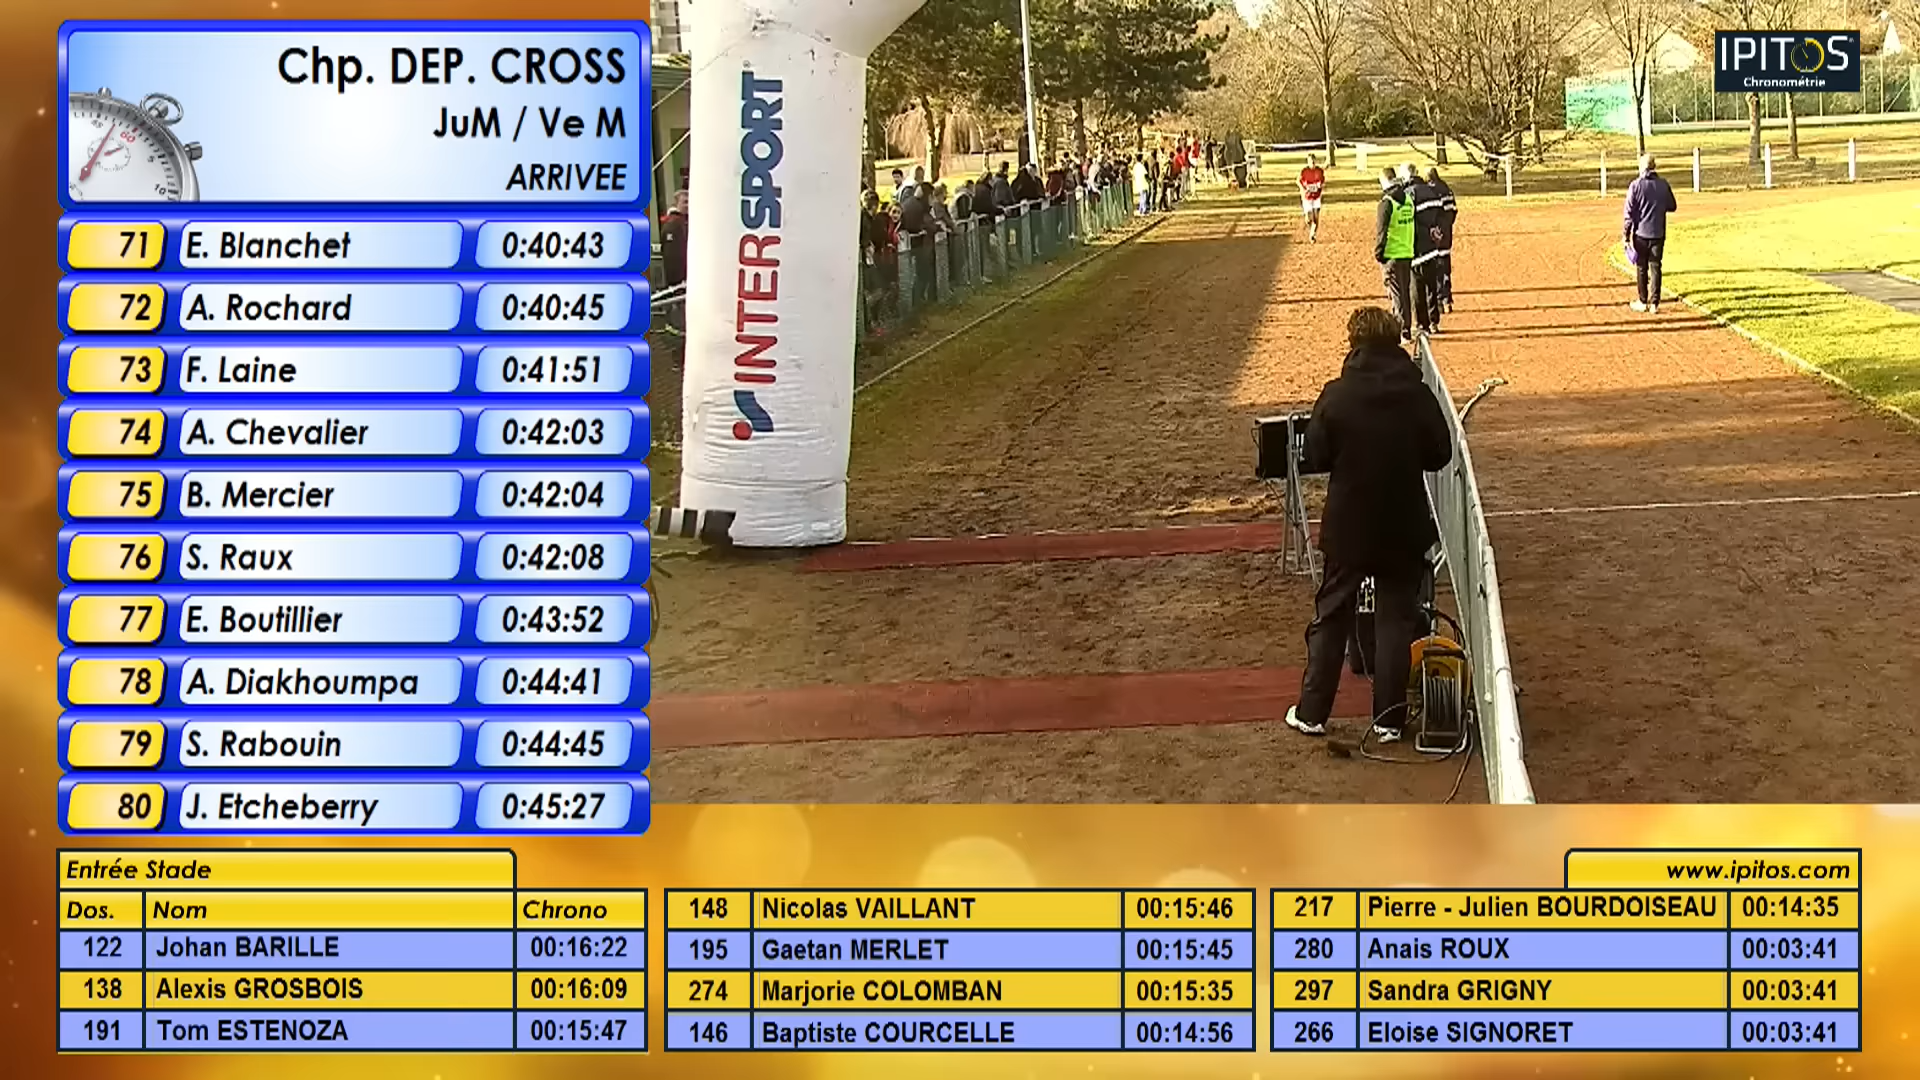 Chp. DEP. CROSS
JuM / Ve M
ARRIVEE
71 E. Blanchet 0:40:43
72 A. Rochard 0:40:45
73 F. Laine 0:41:51
74 A. Chevalier 0:42:03
75 B. Mercier 0:42:04
76 S. Raux 0:42:08
77 E. Boutillier 0:43:52
78 A. Diakhoumpa 0:44:41
79 S. Rabouin 0:44:45
80 J. Etcheberry 0:45:27
INTERSPORT
IPITOS
Chronométrie
Entrée Stade
Dos. Nom Chrono
122 Johan BARILLE 00:16:22
138 Alexis GROSBOIS 00:16:09
191 Tom ESTENOZA 00:15:47
148 Nicolas VAILLANT 00:15:46
195 Gaetan MERLET 00:15:45
274 Marjorie COLOMBAN 00:15:35
146 Baptiste COURCELLE 00:14:56
www.ipitos.com
217 Pierre - Julien BOURDOISEAU 00:14:35
280 Anais ROUX 00:03:41
297 Sandra GRIGNY 00:03:41
266 Eloise SIGNORET 00:03:41